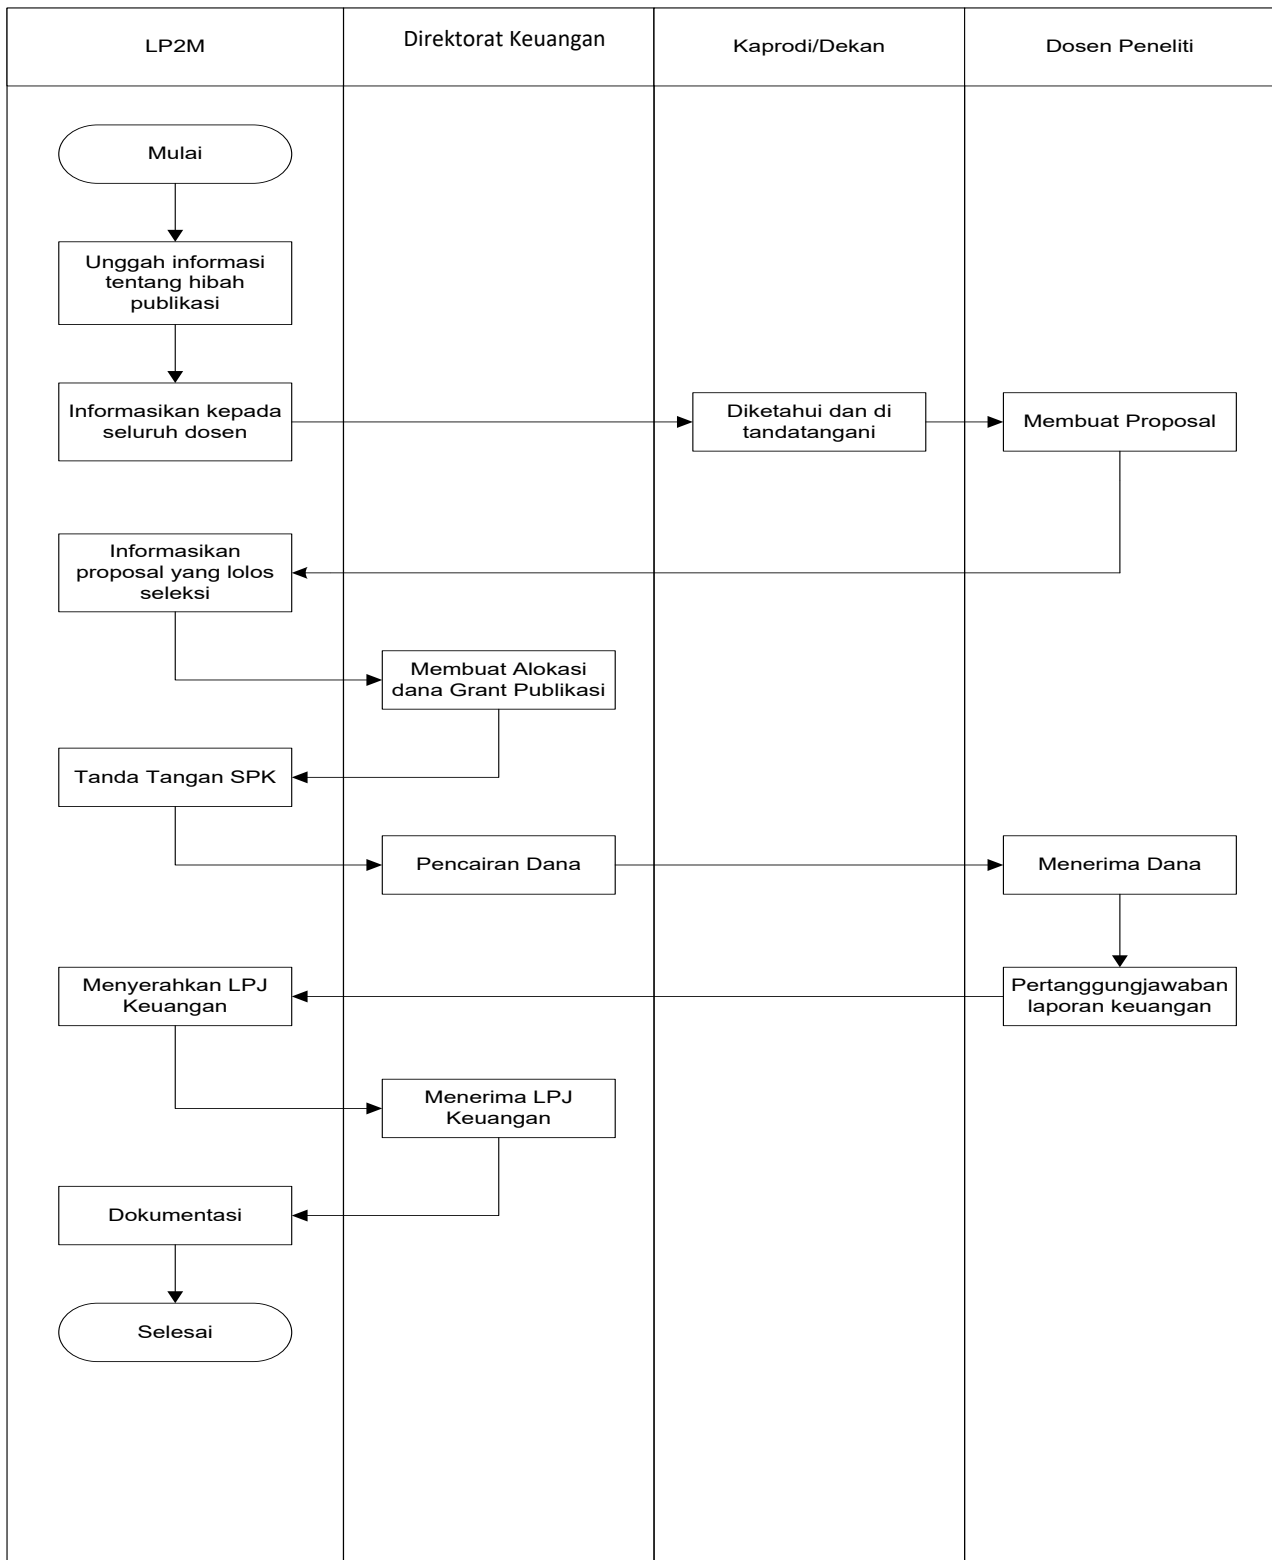 LP2M
Direktorat Keuangan
Kaprodi/Dekan
Dosen Peneliti
Mulai
Unggah informasi
tentang hibah
publikasi
Informasikan kepada
seluruh dosen
Diketahui dan di
tandatangani
Membuat Proposal
Informasikan
proposal yang lolos
seleksi
Membuat Alokasi
dana Grant Publikasi
Tanda Tangan SPK
Pencairan Dana
Menerima Dana
Menyerahkan LPJ
Keuangan
Pertanggungjawaban
laporan keuangan
Menerima LPJ
Keuangan
Dokumentasi
Selesai